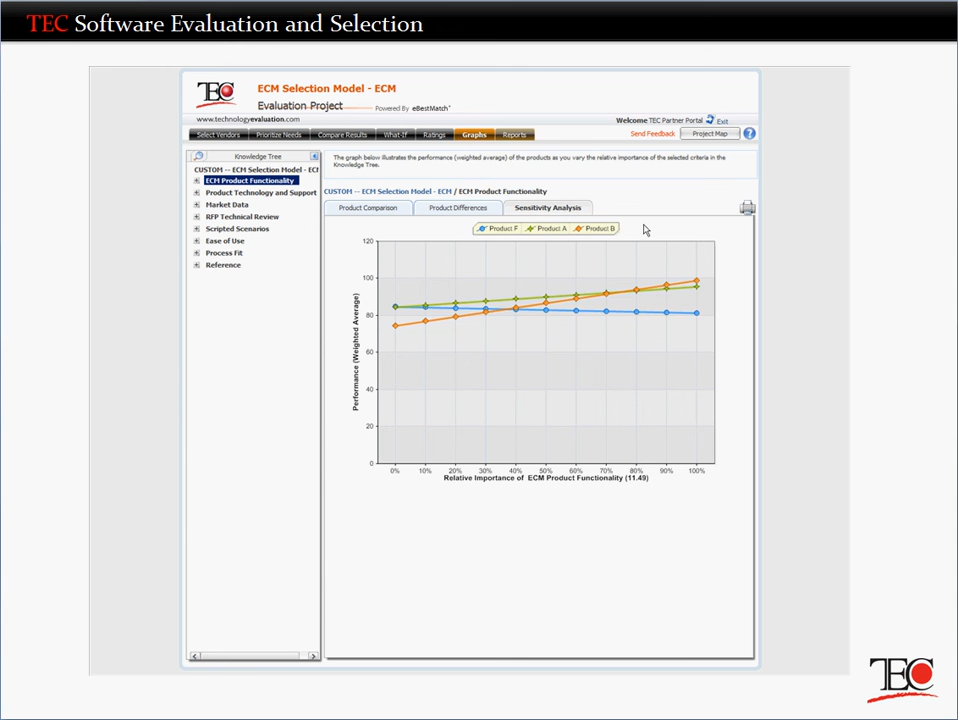 TEC Software Evaluation and Selection
TEC
ECM Selection Model - ECM
Evaluation Project
Powered By eBestMatch
www.technologyevaluation.com
Welcome TEC Partner Portal Exit
Select Vendors Prioritize Needs Compare Results What-If Ratings Graphs Reports
Send Feedback Project Map ?
Knowledge Tree
CUSTOM -- ECM Selection Model - ECM
ECM Product Functionality
Product Technology and Support
Market Data
RFP Technical Review
Scripted Scenarios
Ease of Use
Process Fit
Reference
The graph below illustrates the performance (weighted average) of the products as you vary the relative importance of the selected criteria in the
Knowledge Tree.
CUSTOM -- ECM Selection Model - ECM / ECM Product Functionality
Product Comparison Product Differences Sensitivity Analysis
Product F Product A Product B
Performance (Weighted Average)
120
100
80
60
40
20
0
0% 10% 20% 30% 40% 50% 60% 70% 80% 90% 100%
Relative Importance of ECM Product Functionality (11.49)
TEC